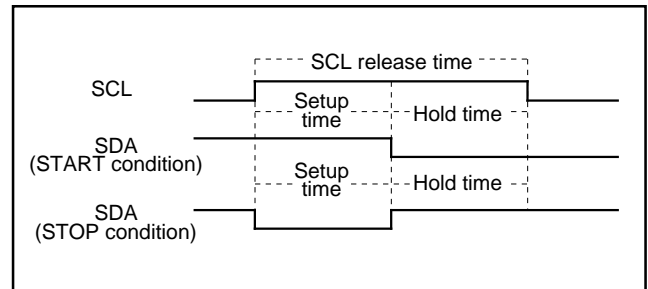 SCL release time
SCL
Setup
time
Hold time
SDA
(START condition)
Setup
time
Hold time
SDA
(STOP condition)